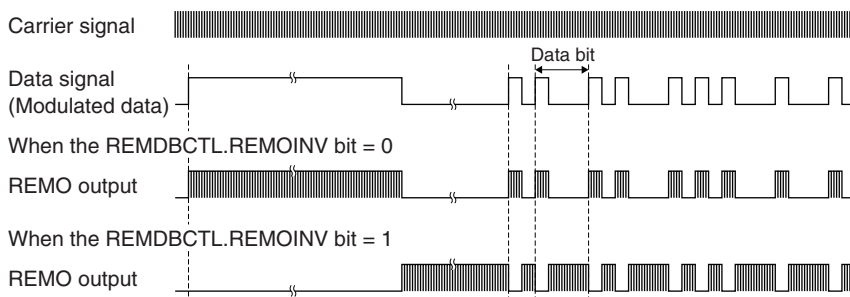 Carrier signal
Data bit
Data signal
(Modulated data)
When the REMDBCTL.REMOINV bit = 0
REMO output
When the REMDBCTL.REMOINV bit = 1
REMO output